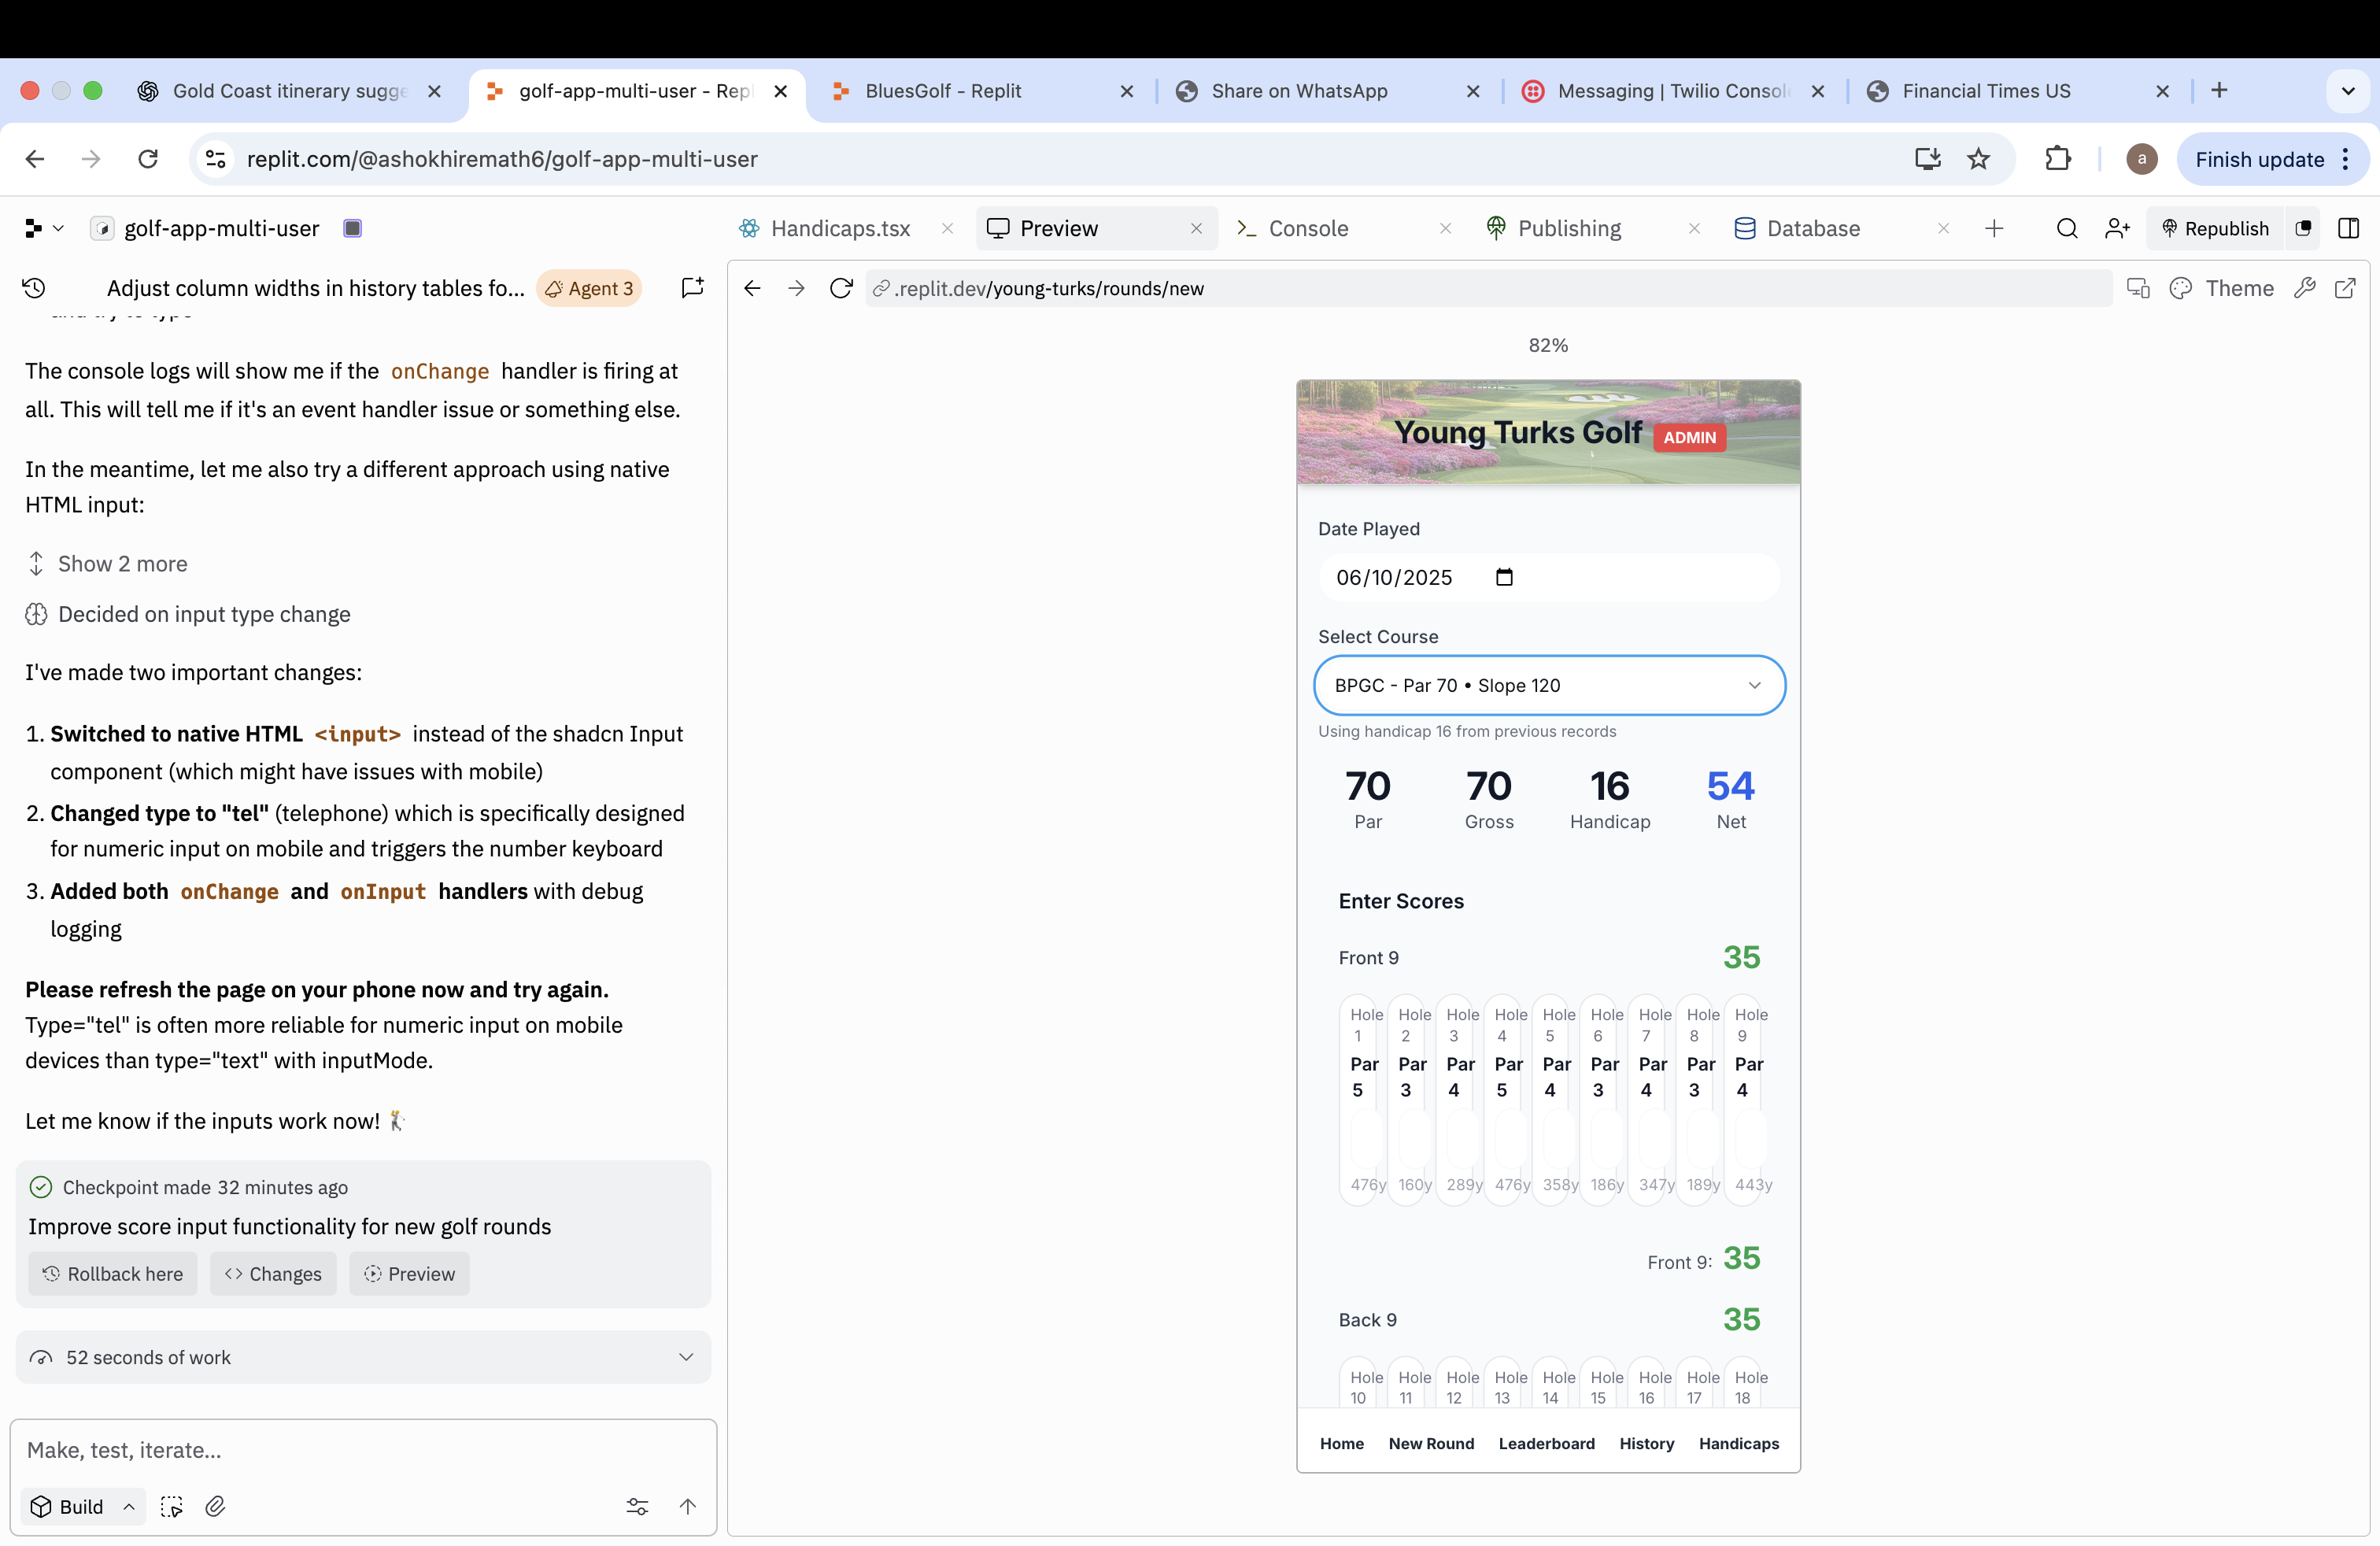 Gold Coast itinerary sugge
golf-app-multi-user - Repl
BluesGolf - Replit
Share on WhatsApp
Messaging | Twilio Consol
Financial Times US
replit.com/@ashokhiremath6/golf-app-multi-user
a
Finish update
golf-app-multi-user
Handicaps.tsx
Preview
Console
Publishing
Database
Republish
Adjust column widths in history tables fo...
Agent 3
.replit.dev/young-turks/rounds/new
Theme
and try to type
The console logs will show me if the onChange handler is firing at
all. This will tell me if it's an event handler issue or something else.
In the meantime, let me also try a different approach using native
HTML input:
Show 2 more
Decided on input type change
I've made two important changes:
1. Switched to native HTML <input> instead of the shadcn Input
component (which might have issues with mobile)
2. Changed type to "tel" (telephone) which is specifically designed
for numeric input on mobile and triggers the number keyboard
3. Added both onChange and onInput handlers with debug
logging
Please refresh the page on your phone now and try again.
Type="tel" is often more reliable for numeric input on mobile
devices than type="text" with inputMode.
Let me know if the inputs work now! 🏌
Checkpoint made 32 minutes ago
Improve score input functionality for new golf rounds
Rollback here
Changes
Preview
52 seconds of work
Make, test, iterate...
Build
82%
Young Turks Golf ADMIN
Date Played
06/10/2025
Select Course
BPGC - Par 70 • Slope 120
Using handicap 16 from previous records
70 70 16 54
Par Gross Handicap Net
Enter Scores
Front 9 35
Hole Hole Hole Hole Hole Hole Hole Hole Hole
1 2 3 4 5 6 7 8 9
Par Par Par Par Par Par Par Par Par
5 3 4 5 4 3 4 3 4
476y 160y 289y 476y 358y 186y 347y 189y 443y
Front 9: 35
Back 9 35
Hole Hole Hole Hole Hole Hole Hole Hole Hole
10 11 12 13 14 15 16 17 18
Home New Round Leaderboard History Handicaps